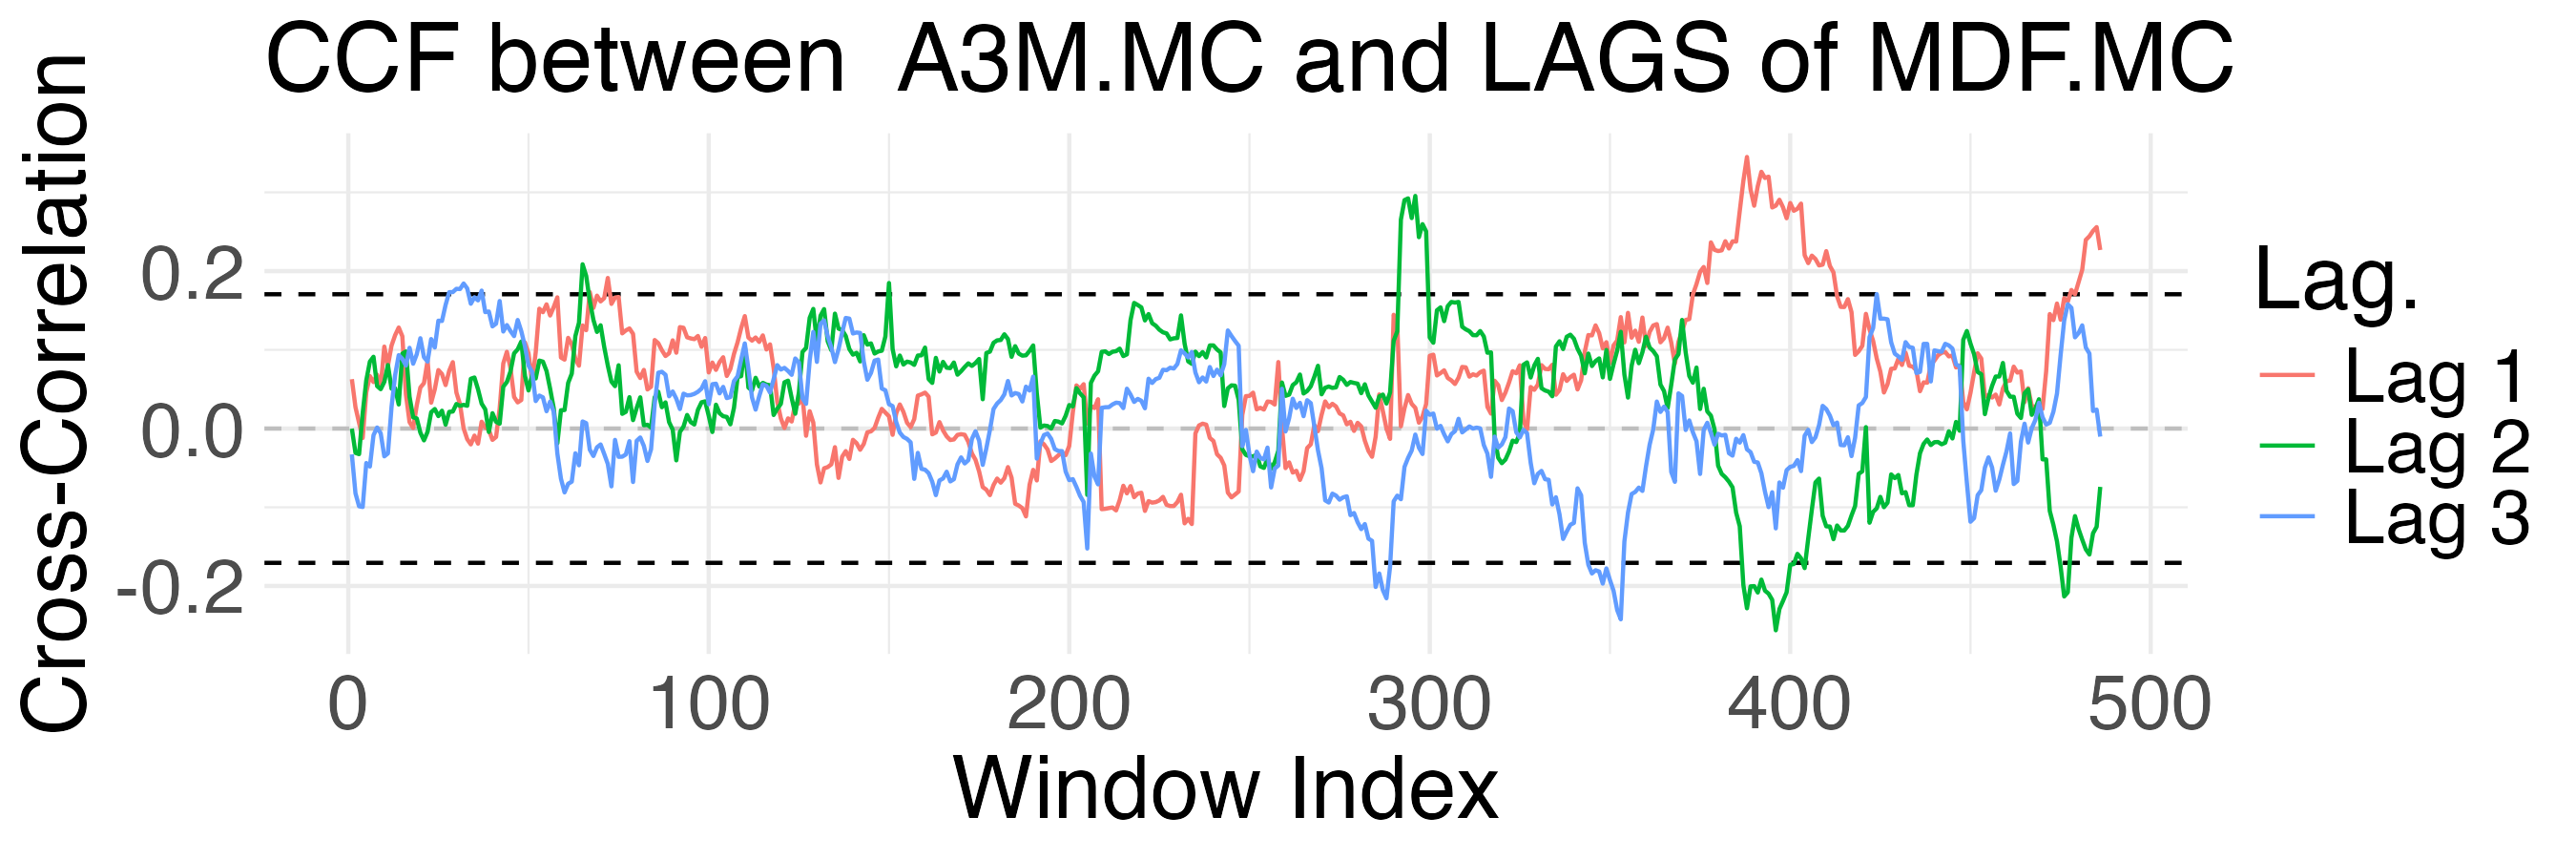 CCF between  A3M.MC and LAGS of MDF.MC
Cross-Correlation
0.2
0.0
-0.2
0 100 200 300 400 500
Window Index
Lag.
Lag 1
Lag 2
Lag 3